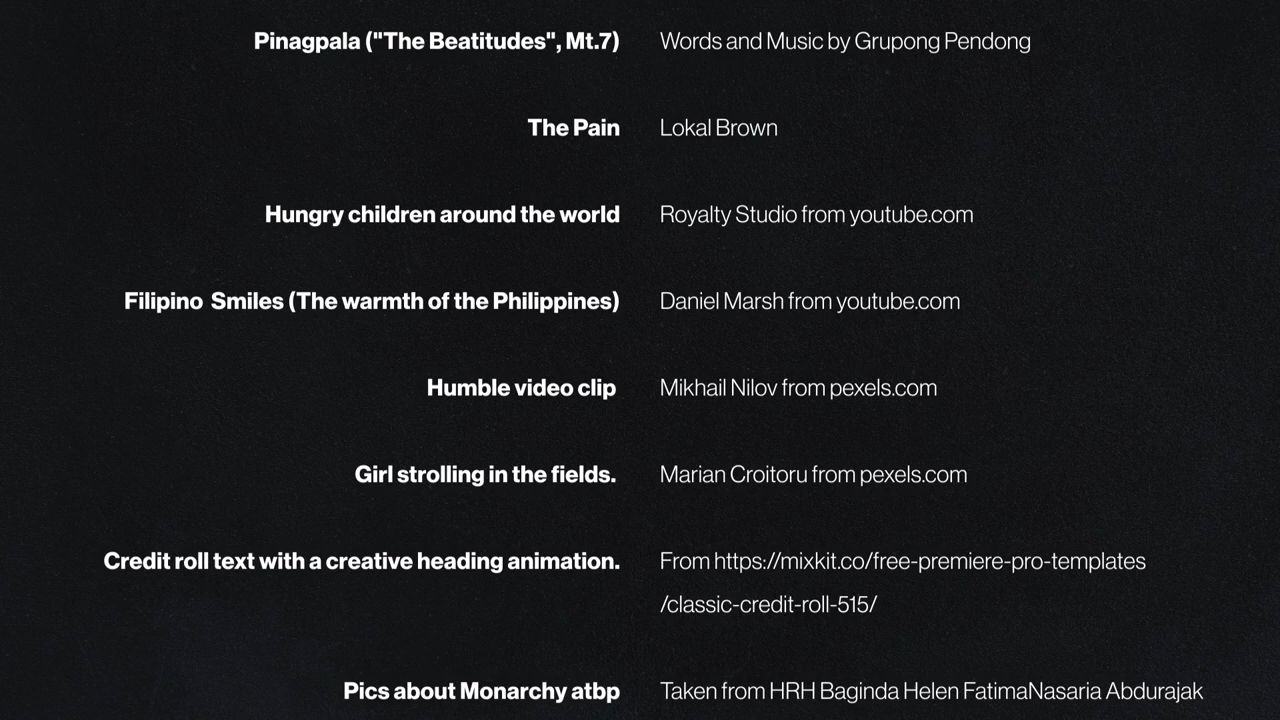 Pinagpala ("The Beatitudes", Mt.7) Words and Music by Grupong Pendong
The Pain Lokal Brown
Hungry children around the world Royalty Studio from youtube.com
Filipino  Smiles (The warmth of the Philippines) Daniel Marsh from youtube.com
Humble video clip Mikhail Nilov from pexels.com
Girl strolling in the fields. Marian Croitoru from pexels.com
Credit roll text with a creative heading animation. From https://mixkit.co/free-premiere-pro-templates
/classic-credit-roll-515/
Pics about Monarchy atbp Taken from HRH Baginda Helen FatimaNasaria Abdurajak